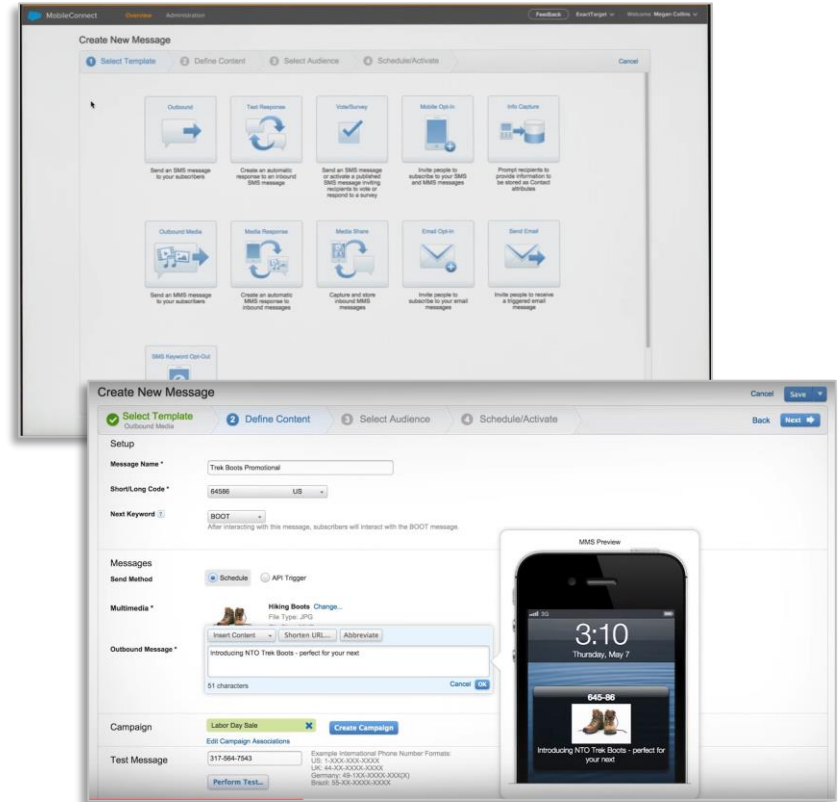 MobileConnect Overview Administration Feedback ExactTarget Welcome Megan Collins
Create New Message
1 Select Template 2 Define Content 3 Select Audience 4 Schedule/Activate Cancel
Outbound Text Response Vote/Survey Mobile Opt-In Info Capture
Send an SMS message
to your subscribers
Create an automatic
response to an inbound
SMS message
Send an SMS message
or activate a published
SMS message inviting
recipients to vote or
respond to a survey
Invite people to
subscribe to your SMS
and MMS messages
Prompt recipients to
provide information to
be stored as Contact
attributes
Outbound Media Media Response Media Share Email Opt-In Send Email
Send an MMS message
to your subscribers
Create an automatic
MMS response to
inbound messages
Capture and store
inbound MMS
messages
Invite people to
subscribe to your email
messages
Invite people to receive
a triggered email
message
SMS Keyword Opt-Out
Create New Message Cancel Save
Select Template
Outbound Media
2 Define Content 3 Select Audience 4 Schedule/Activate Back Next
Setup
Message Name * Trek Boots Promotional
Short/Long Code * 64586 US
Next Keyword ? BOOT
After interacting with this message, subscribers will interact with the BOOT message.
Messages
Send Method Schedule API Trigger
Multimedia * Hiking Boots Change...
File Type: JPG
Insert Content Shorten URL... Abbreviate
Outbound Message * Introducing NTO Trek Boots - perfect for your next
51 characters Cancel OK
Campaign Labor Day Sale Create Campaign
Edit Campaign Associations
Test Message 317-564-7543
Perform Test...
Example International Phone Number Formats:
US: 1-XXX-XXX-XXXX
UK: 44-XX-XXXX-XXXX
Germany: 49-1XX-XXXX-XXX(X)
Brazil: 55-XX-XXXX-XXXX
MMS Preview
3G
3:10
Thursday, May 7
645-86
Introducing NTO Trek Boots - perfect for
your next